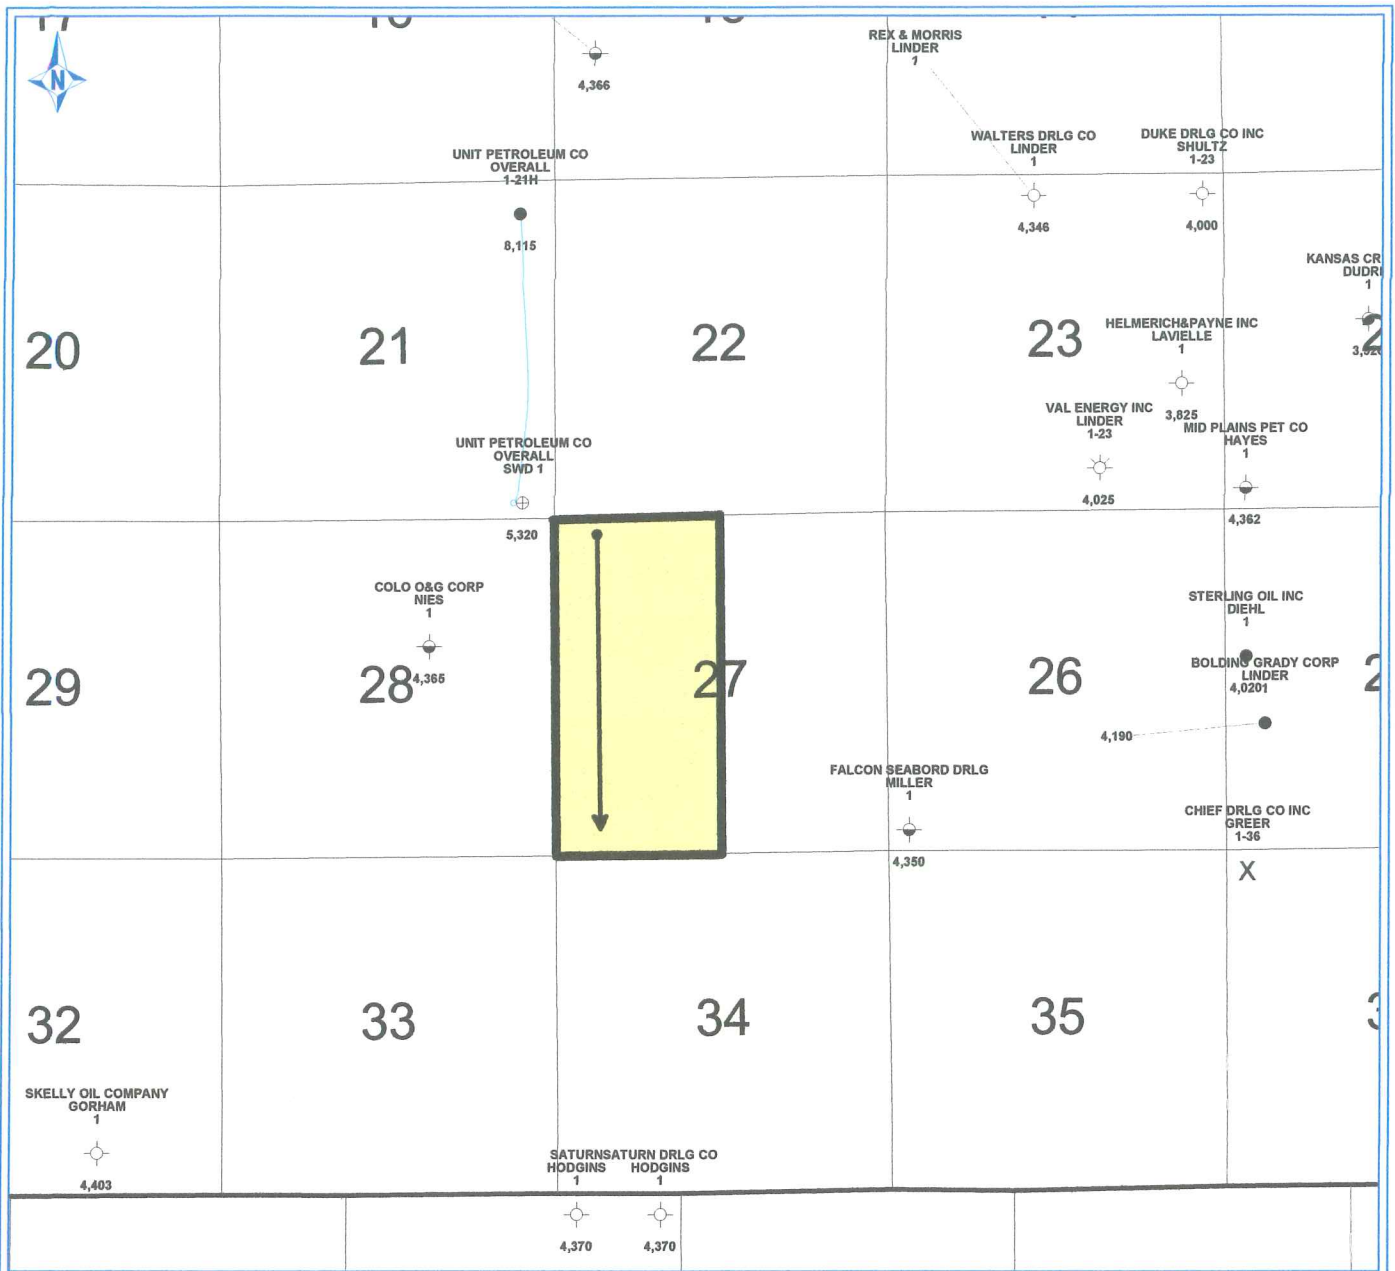 N
4,366
REX & MORRIS
LINDER
1
WALTERS DRLG CO
LINDER
1
4,346
DUKE DRLG CO INC
SHULTZ
1-23
4,000
UNIT PETROLEUM CO
OVERALL
1-21H
8,115
KANSAS CR
DUDR
1
20
21
22
23
HELMERICH&PAYNE INC
LAVIELLE
1
3,825
VAL ENERGY INC
LINDER
1-23
4,025
MID PLAINS PET CO
HAYES
1
4,362
UNIT PETROLEUM CO
OVERALL
SWD 1
5,320
COLO O&G CORP
NIES
1
4,365
STERLING OIL INC
DIEHL
1
BOLDING GRADY CORP
LINDER
4,0201
4,190
29
28
27
26
2
FALCON SEABORD DRLG
MILLER
1
4,350
CHIEF DRLG CO INC
GREER
1-36
X
32
33
34
35
3
SKELLY OIL COMPANY
GORHAM
1
4,403
SATURNSATURN DRLG CO
HODGINS HODGINS
1 1
4,370 4,370